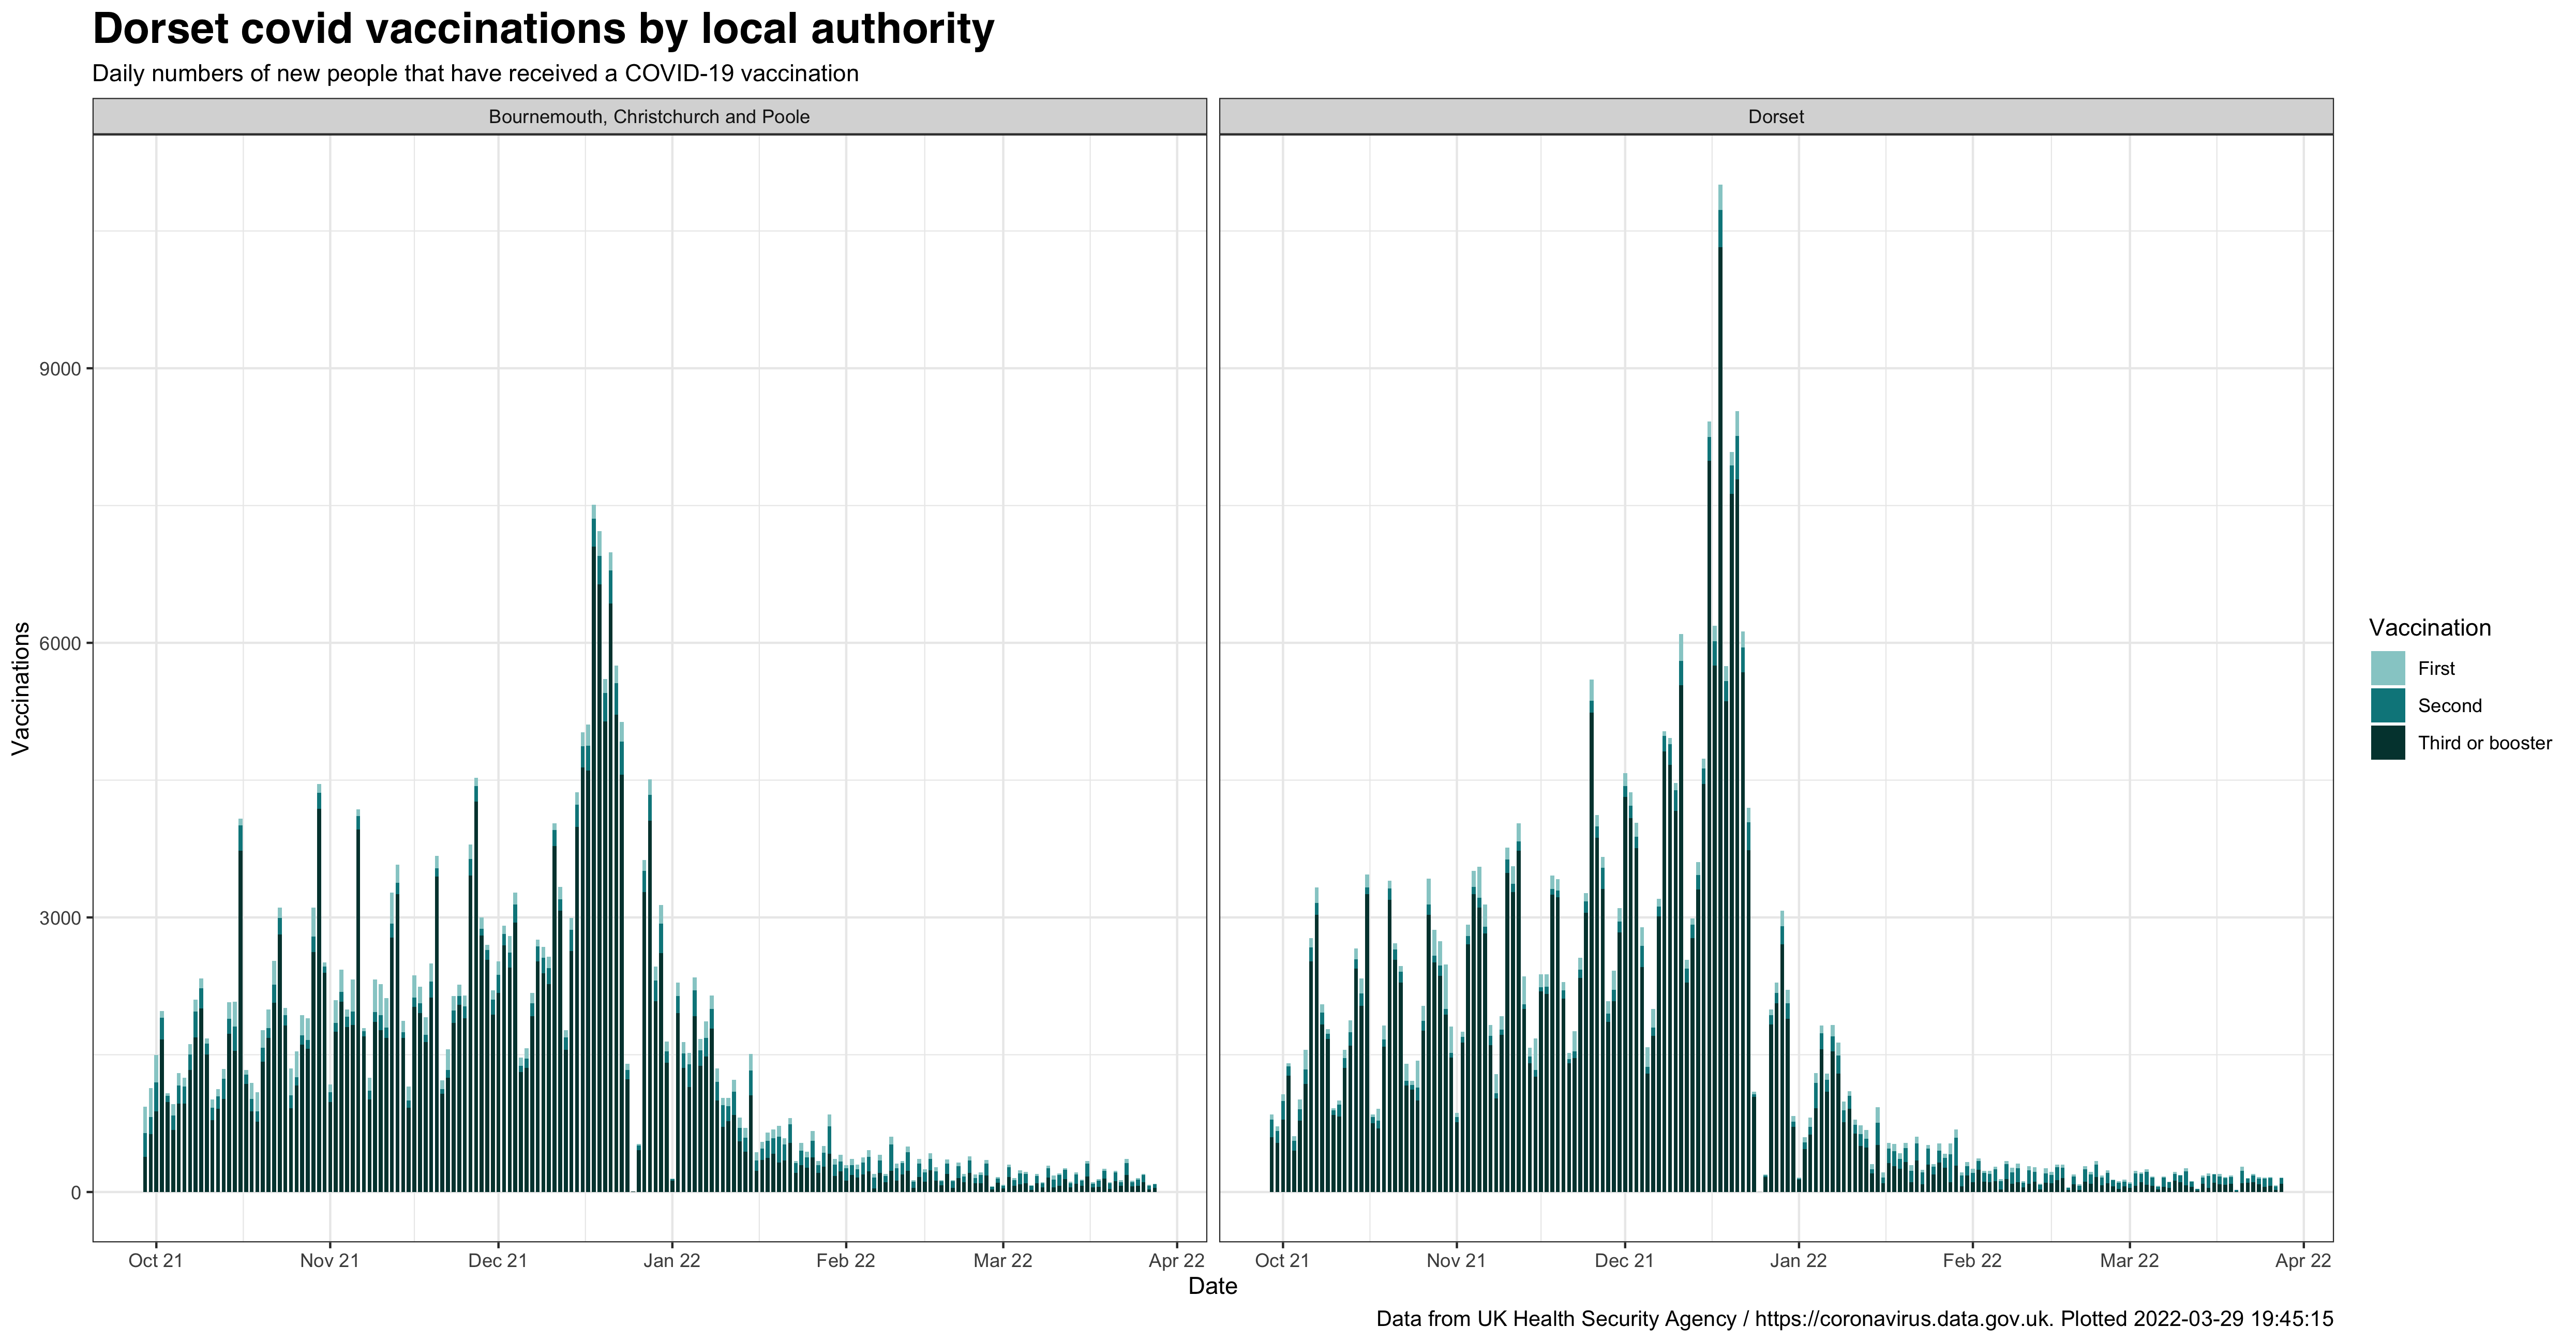 Dorset covid vaccinations by local authority
Daily numbers of new people that have received a COVID-19 vaccination
Bournemouth, Christchurch and Poole
Dorset
Vaccinations
9000
6000
3000
0
Oct 21
Nov 21
Dec 21
Jan 22
Feb 22
Mar 22
Apr 22
Oct 21
Nov 21
Dec 21
Jan 22
Feb 22
Mar 22
Apr 22
Date
Vaccination
First
Second
Third or booster
Data from UK Health Security Agency / https://coronavirus.data.gov.uk. Plotted 2022-03-29 19:45:15